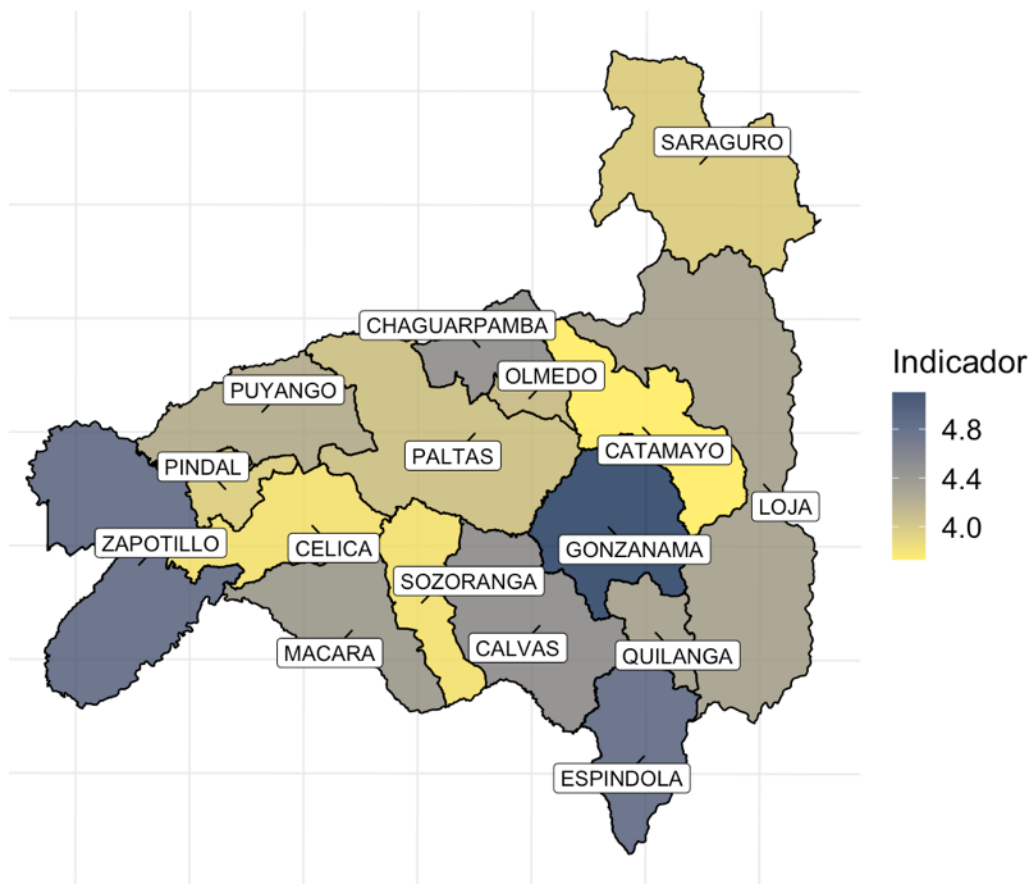 SARAGURO
CHAGUARPAMBA
Indicador
OLMEDO
PUYANGO
4.8
CATAMAYO
PALTAS
PINDAL
4.4
LOJA
4.0
ZAPOTILLO
CELICA
GONZANAMA
SOZORANGA
CALVAS
MACARA
QUILANGA
ESPINDOLA